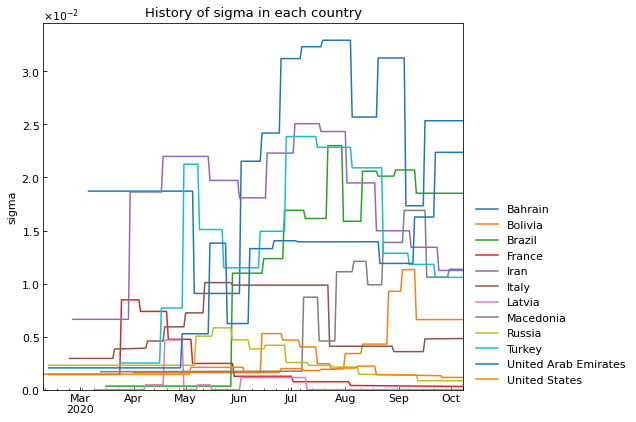 History of sigma in each country
×10⁻²
3.0
2.5
2.0
1.5
1.0
0.5
0.0
sigma
Mar Apr May Jun Jul Aug Sep Oct
2020
Bahrain
Bolivia
Brazil
France
Iran
Italy
Latvia
Macedonia
Russia
Turkey
United Arab Emirates
United States